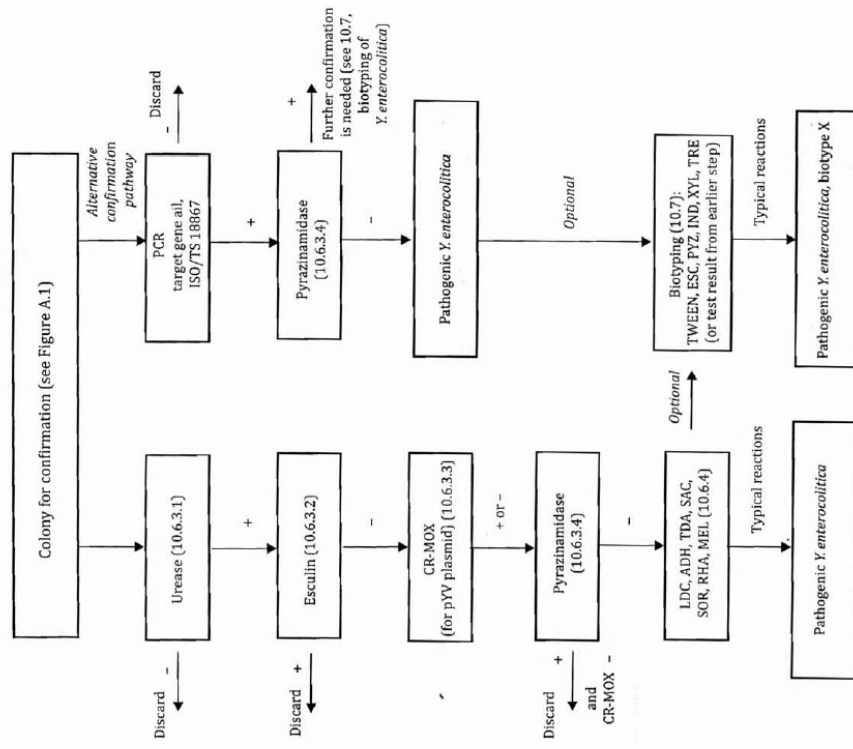 Colony for confirmation (see Figure A.1)
Alternative
confirmation
pathway
Discard
–
Urease (10.6.3.1)
PCR
target gene ail,
ISO/TS 18867
–
Discard
+
+
Discard
+
Esculin (10.6.3.2)
Pyrazinamidase
(10.6.3.4)
+
Further confirmation
is needed (see 10.7,
biotyping of
Y. enterocolitica)
–
–
CR-MOX
(for pYV plasmid) (10.6.3.3)
Pathogenic Y. enterocolitica
+ or –
Discard
+
and
CR-MOX –
Pyrazinamidase
(10.6.3.4)
Optional
–
LDC, ADH, TDA, SAC,
SOR, RHA, MEL (10.6.4)
Optional
Biotyping (10.7):
TWEEN, ESC, PYZ, IND, XYL, TRE
(or test result from earlier step)
Typical reactions
Typical reactions
Pathogenic Y. enterocolitica
Pathogenic Y. enterocolitica, biotype X